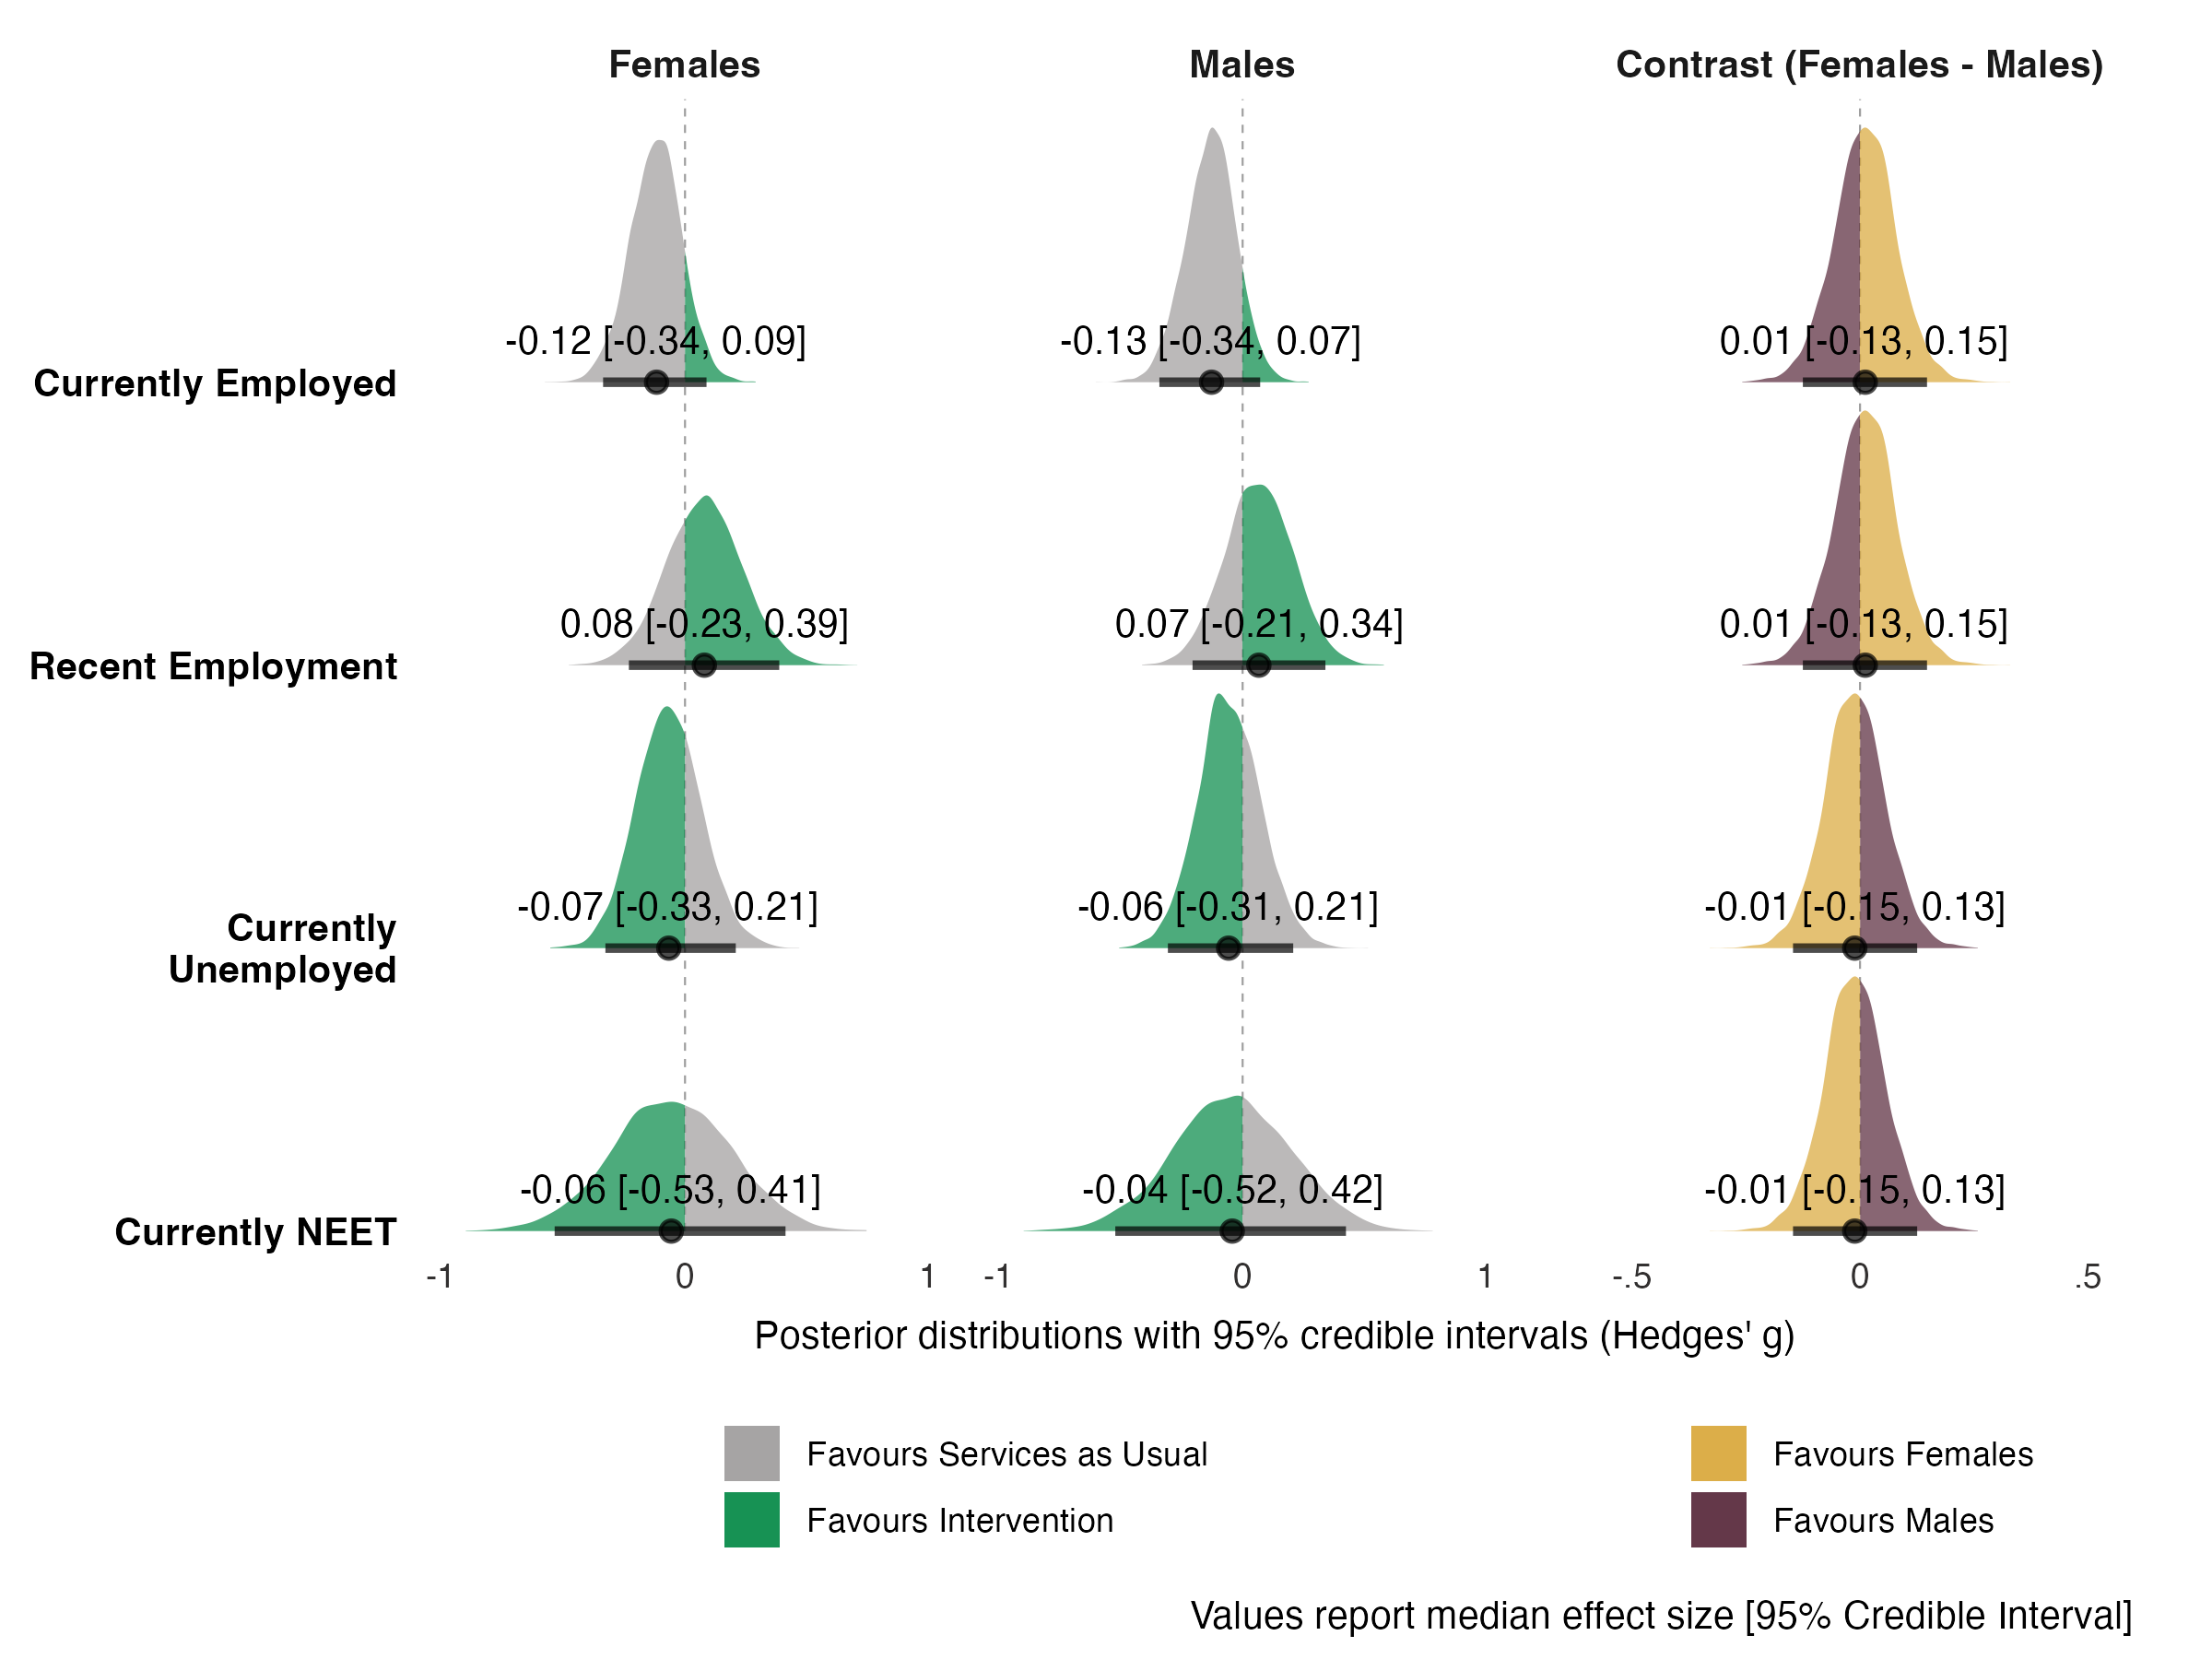 Females
Males
Contrast (Females - Males)
-0.12 [-0.34, 0.09]
-0.13 [-0.34, 0.07]
0.01 [-0.13, 0.15]
Currently Employed
0.08 [-0.23, 0.39]
0.07 [-0.21, 0.34]
0.01 [-0.13, 0.15]
Recent Employment
-0.07 [-0.33, 0.21]
-0.06 [-0.31, 0.21]
-0.01 [-0.15, 0.13]
Currently
Unemployed
-0.06 [-0.53, 0.41]
-0.04 [-0.52, 0.42]
-0.01 [-0.15, 0.13]
Currently NEET
-1 0 1
-1 0 1
-.5 0 .5
Posterior distributions with 95% credible intervals (Hedges' g)
Favours Services as Usual
Favours Intervention
Favours Females
Favours Males
Values report median effect size [95% Credible Interval]